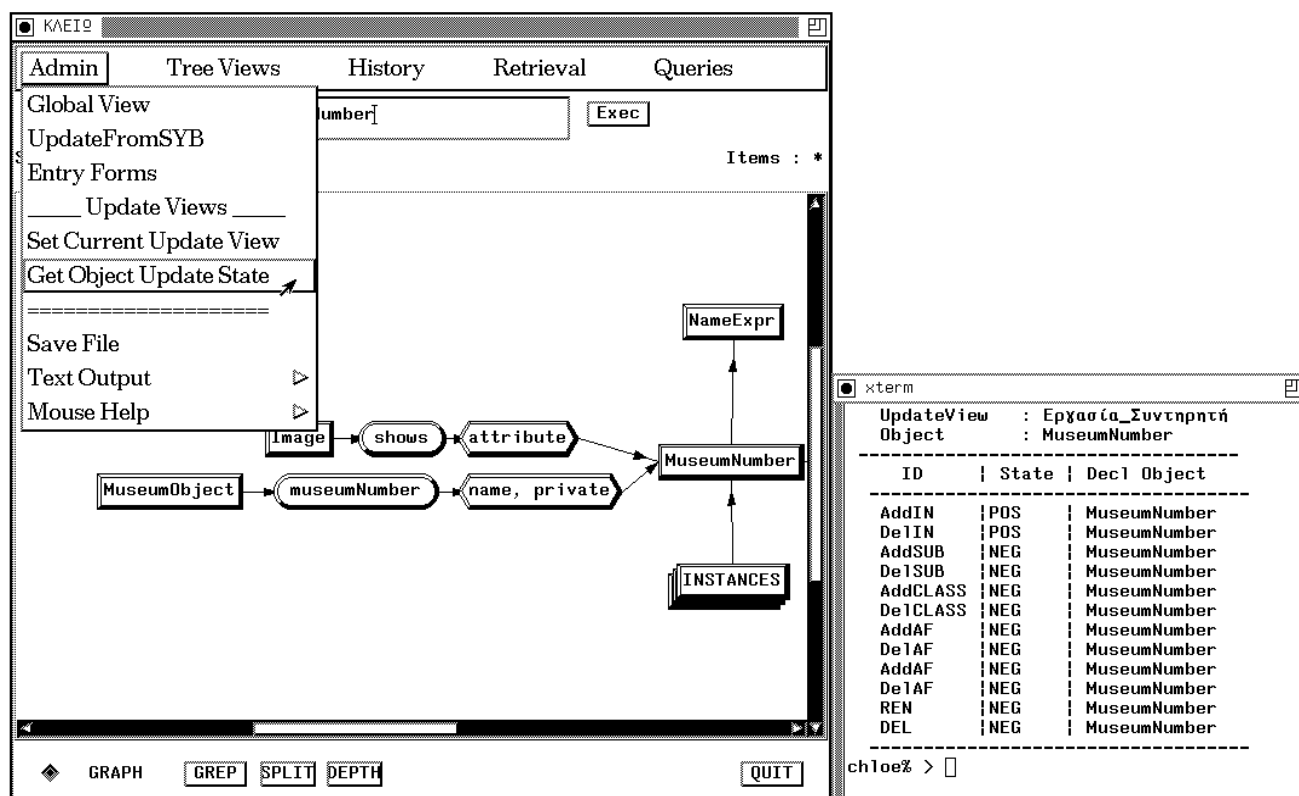 ΚΛΕΙΩ
Admin Tree Views History Retrieval Queries
Global View
UpdateFromSYB
Entry Forms
_____ Update Views _____
Set Current Update View
Get Object Update State
=====================
Save File
Text Output
Mouse Help
umber
Exec
S
Items : *
NameExpr
Image shows attribute
MuseumNumber
MuseumObject museumNumber name, private
INSTANCES
GRAPH GREP SPLIT DEPTH QUIT
xterm
UpdateView : Εργασία_Συντηρητή
Object : MuseumNumber
ID | State | Decl Object
AddIN |POS | MuseumNumber
DelIN |POS | MuseumNumber
AddSUB |NEG | MuseumNumber
DelSUB |NEG | MuseumNumber
AddCLASS |NEG | MuseumNumber
DelCLASS |NEG | MuseumNumber
AddAF |NEG | MuseumNumber
DelAF |NEG | MuseumNumber
AddAF |NEG | MuseumNumber
DelAF |NEG | MuseumNumber
REN |NEG | MuseumNumber
DEL |NEG | MuseumNumber
chloe% >